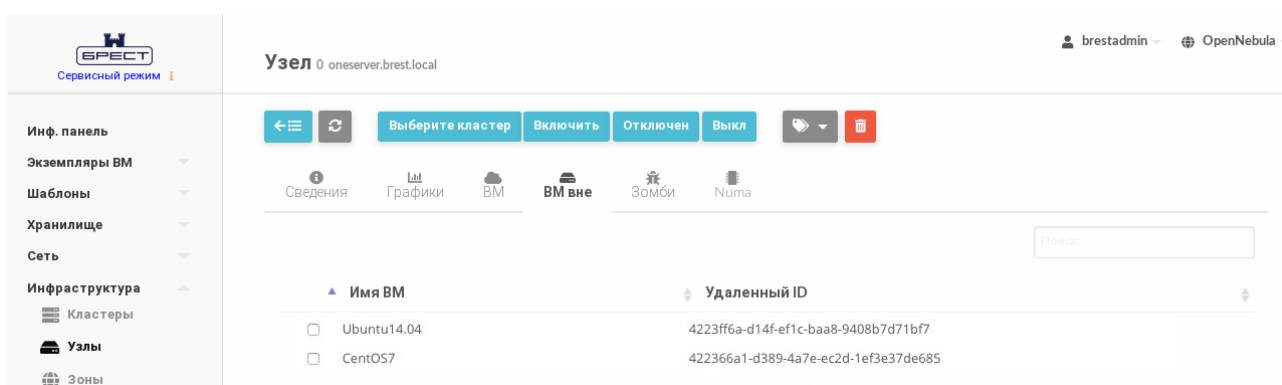 БРЕСТ
Сервисный режим i
brestadmin OpenNebula
Узел 0 oneserver.brest.local
Выберите кластер Включить Отключен Выкл
Инф. панель
Экземпляры ВМ
Шаблоны
Хранилище
Сеть
Инфраструктура
Кластеры
Узлы
Зоны
Сведения Графики ВМ ВМ вне Зомби Numa
Поиск
Имя ВМ Удаленный ID
Ubuntu14.04 4223ff6a-d14f-ef1c-baa8-9408b7d71bf7
CentOS7 422366a1-d389-4a7e-ec2d-1ef3e37de685